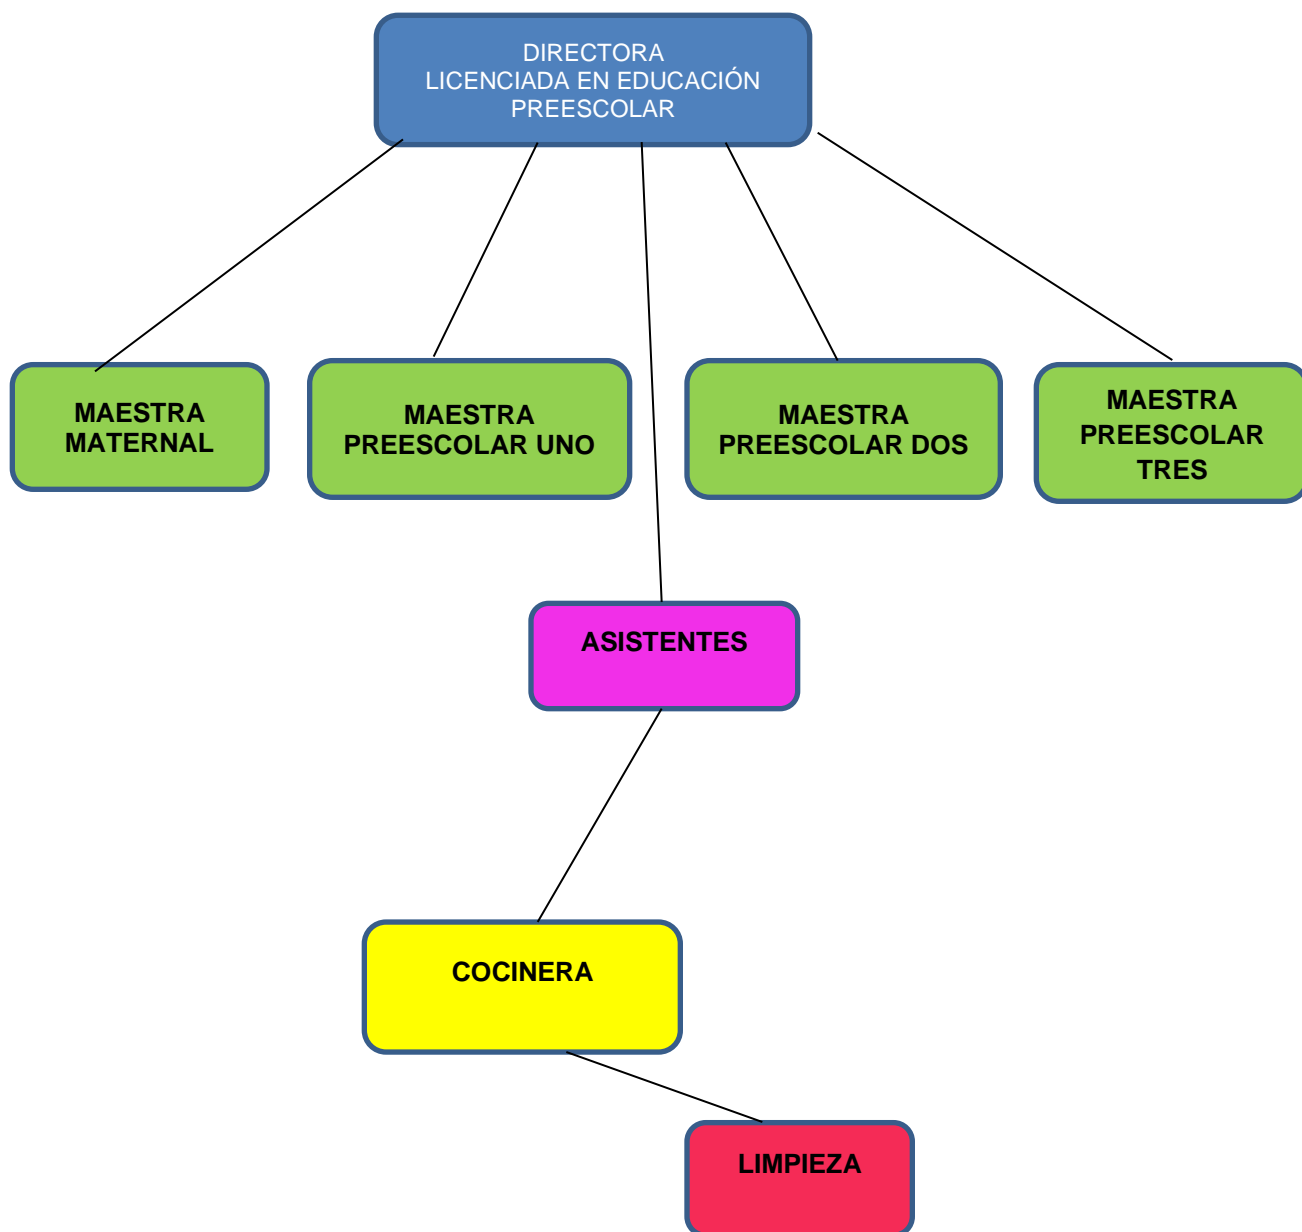 DIRECTORA
LICENCIADA EN EDUCACIÓN
PREESCOLAR
MAESTRA
MATERNAL
MAESTRA
PREESCOLAR UNO
MAESTRA
PREESCOLAR DOS
MAESTRA
PREESCOLAR
TRES
ASISTENTES
COCINERA
LIMPIEZA